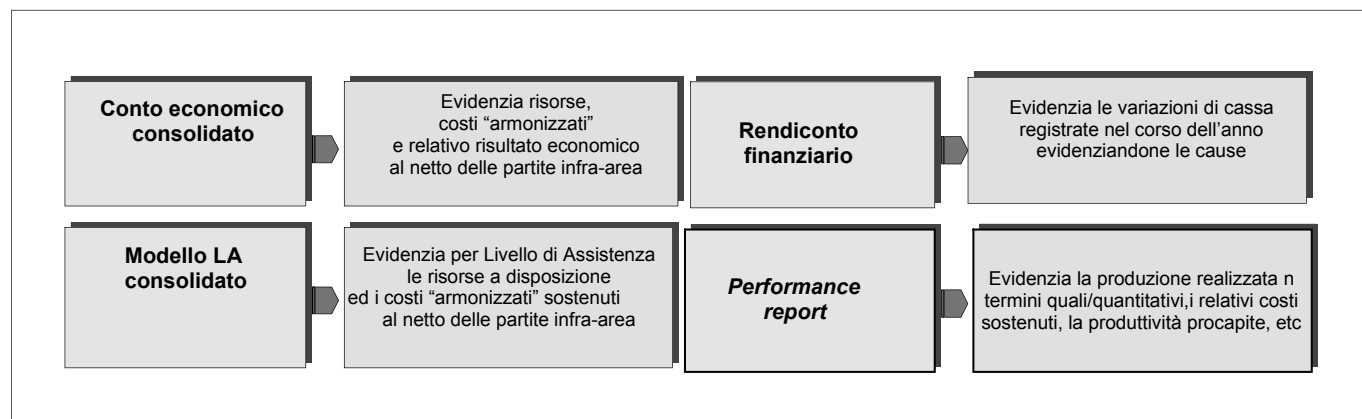 Conto economico
consolidato
Evidenzia risorse,
costi “armonizzati”
e relativo risultato economico
al netto delle partite infra-area
Rendiconto
finanziario
Evidenzia le variazioni di cassa
registrate nel corso dell’anno
evidenziandone le cause
Modello LA
consolidato
Evidenzia per Livello di Assistenza
le risorse a disposizione
ed i costi “armonizzati” sostenuti
al netto delle partite infra-area
Performance
report
Evidenzia la produzione realizzata n
termini quali/quantitativi,i relativi costi
sostenuti, la produttività procapite, etc